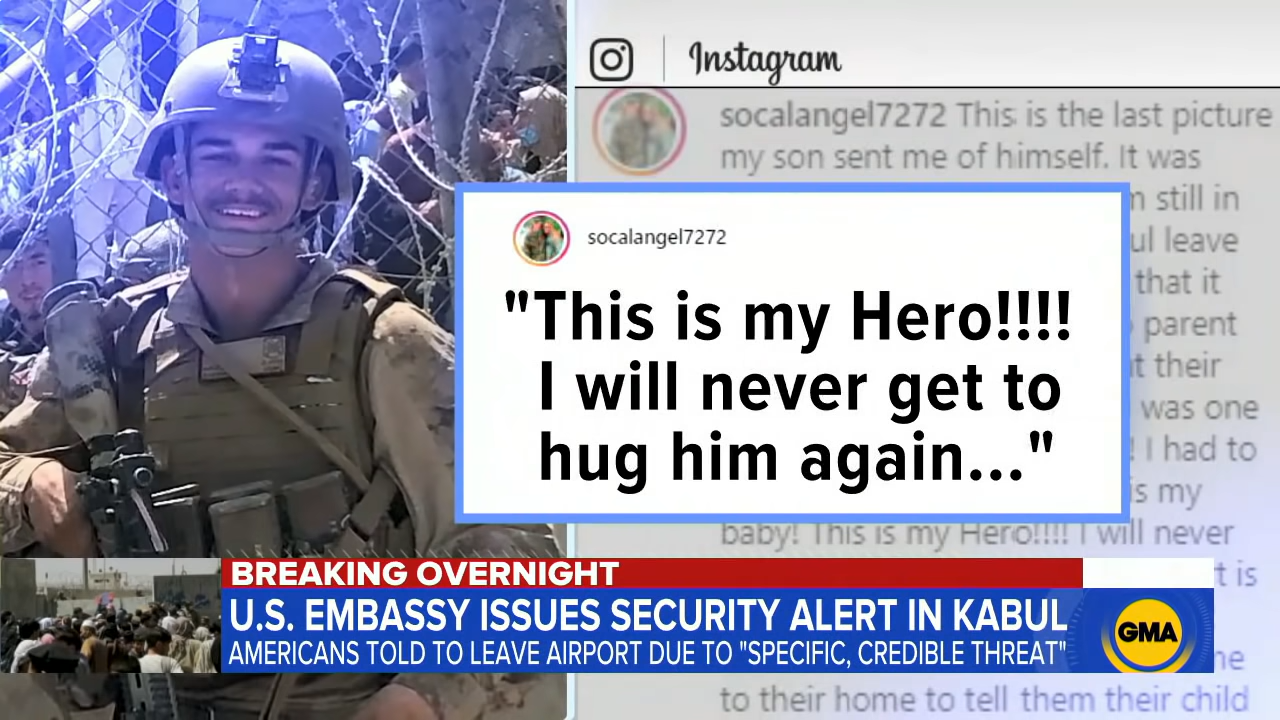 Instagram
socalangel7272 This is the last picture
my son sent me of himself. It was
still in
leave
that it
parent
their
was one
! I had to
is my
baby! This is my Hero!!!! I will never
is
to their home to tell them their child
socalangel7272
"This is my Hero!!!!
I will never get to
hug him again..."
BREAKING OVERNIGHT
U.S. EMBASSY ISSUES SECURITY ALERT IN KABUL
AMERICANS TOLD TO LEAVE AIRPORT DUE TO "SPECIFIC, CREDIBLE THREAT"
GMA